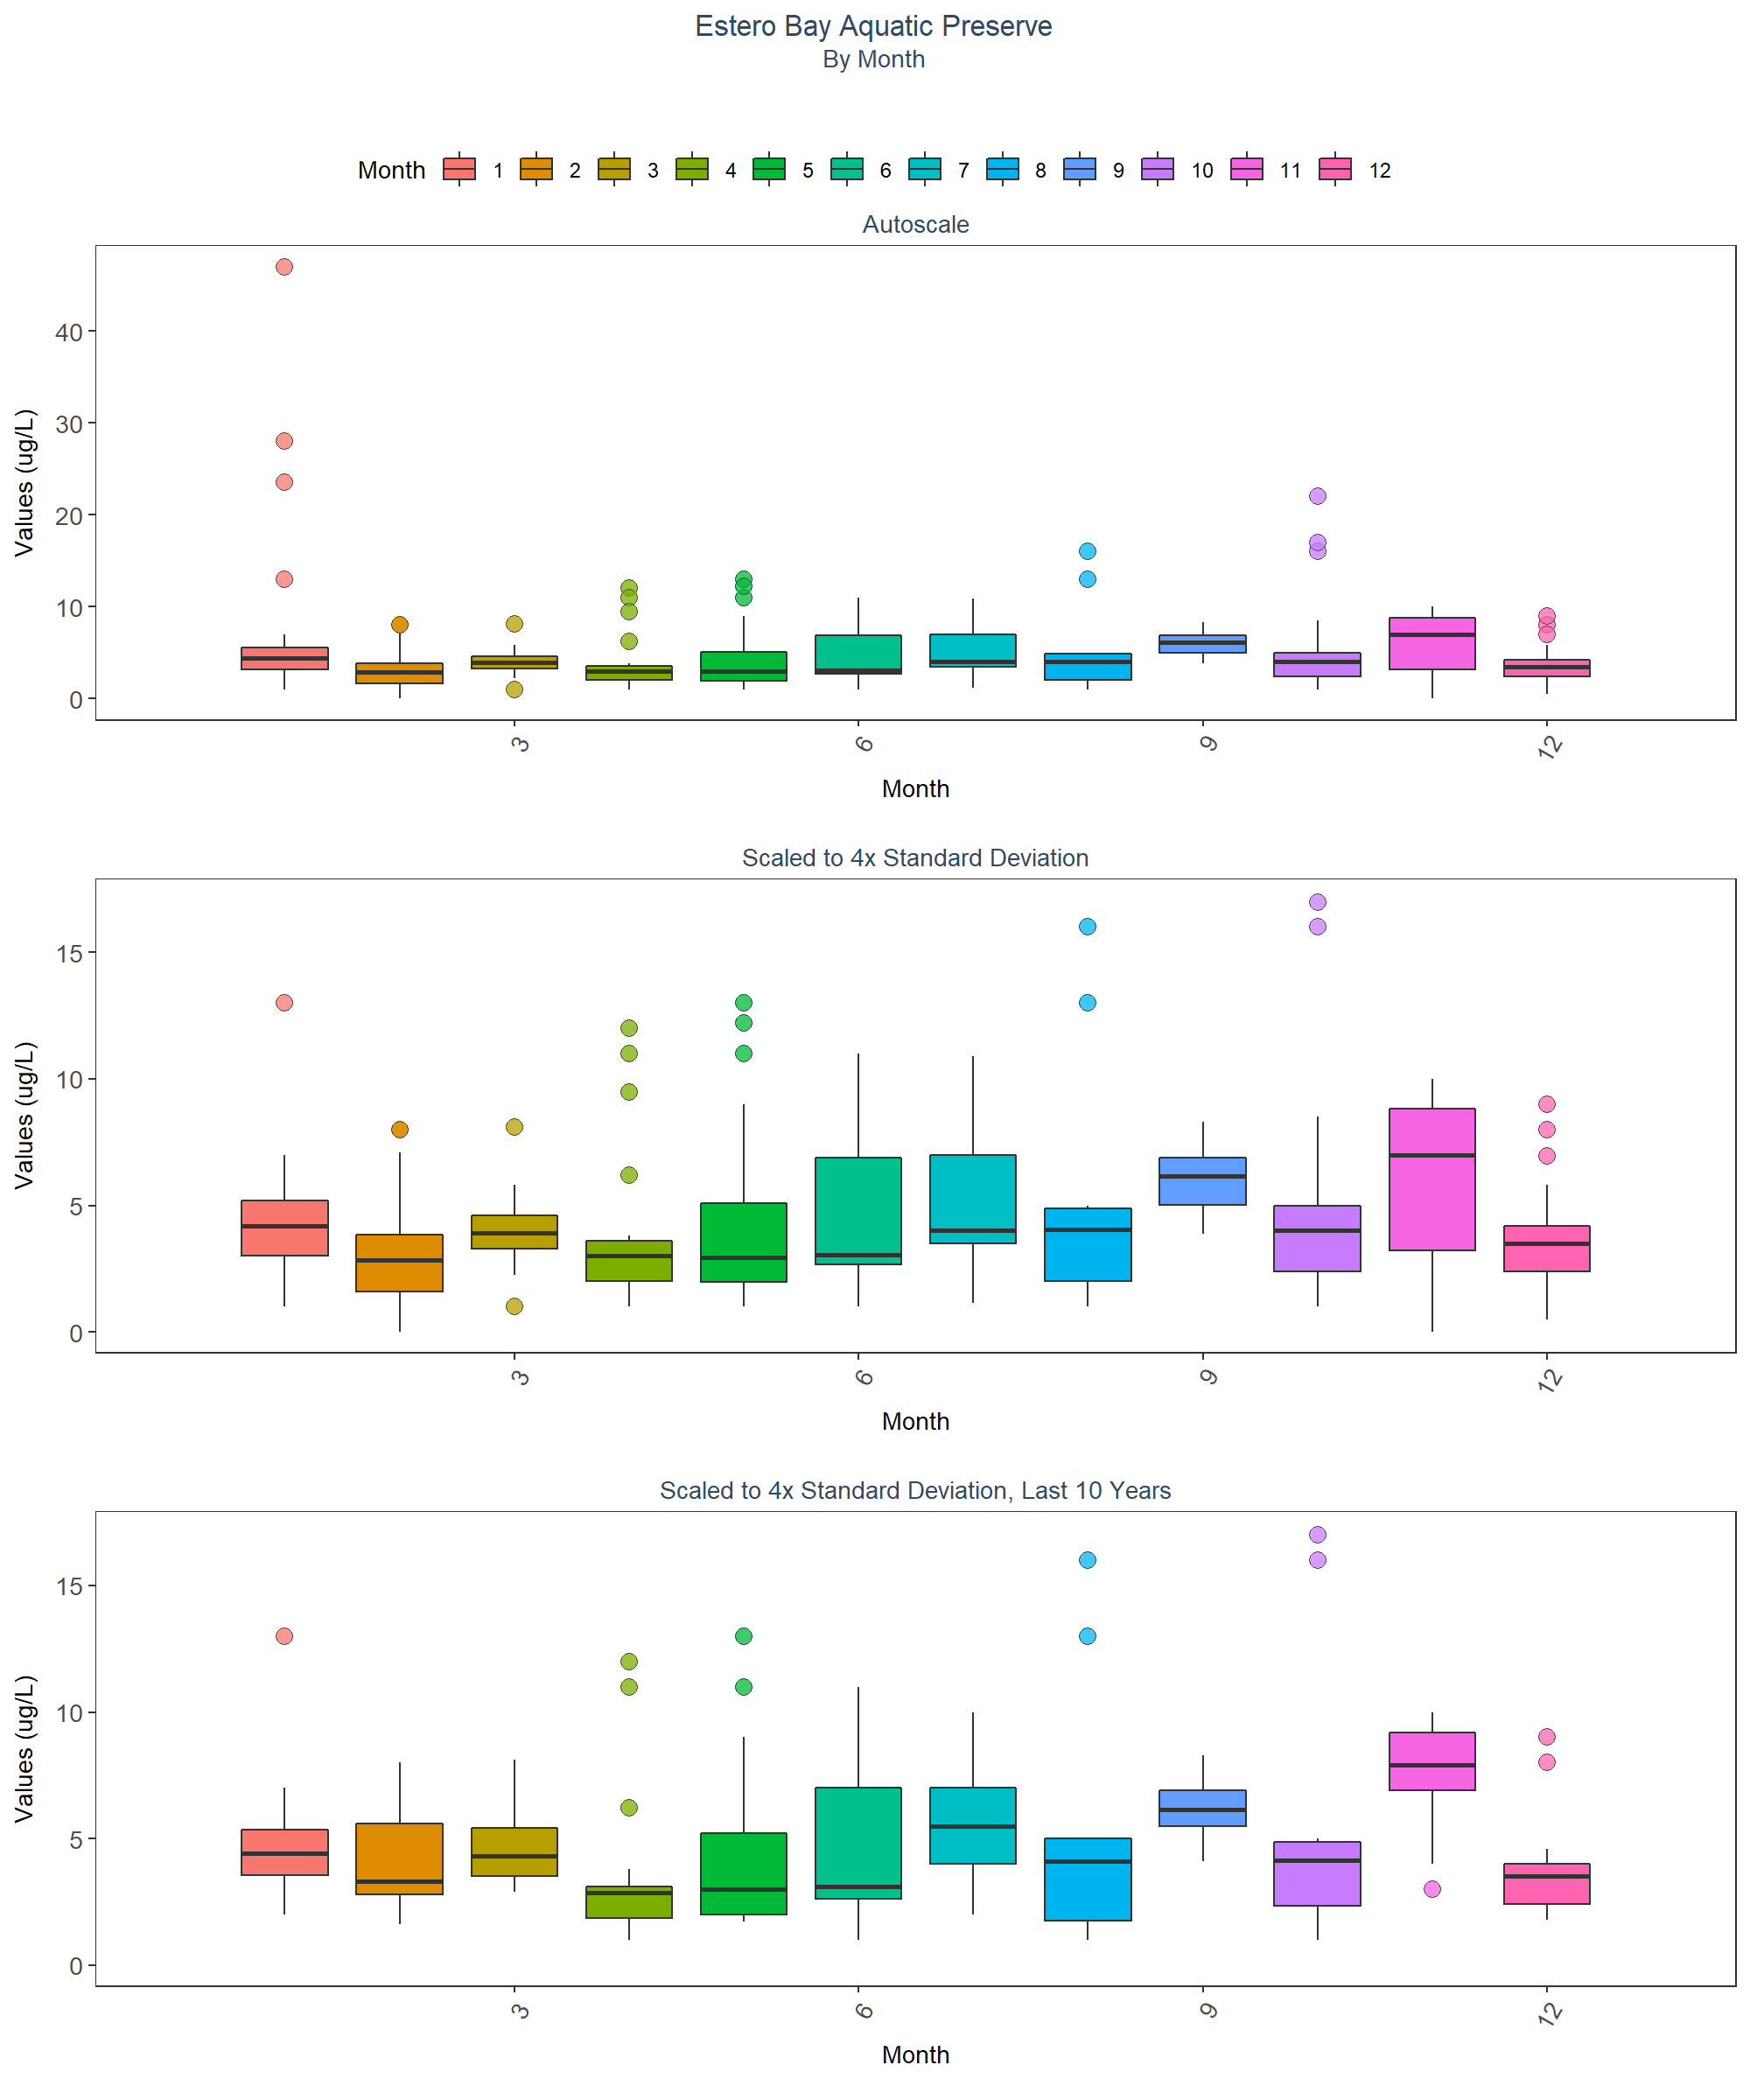 Estero Bay Aquatic Preserve
By Month
Month 1 2 3 4 5 6 7 8 9 10 11 12
Autoscale
Values (ug/L)
40
30
20
10
0
3 6 9 12
Month
Scaled to 4x Standard Deviation
Values (ug/L)
15
10
5
0
3 6 9 12
Month
Scaled to 4x Standard Deviation, Last 10 Years
Values (ug/L)
15
10
5
0
3 6 9 12
Month